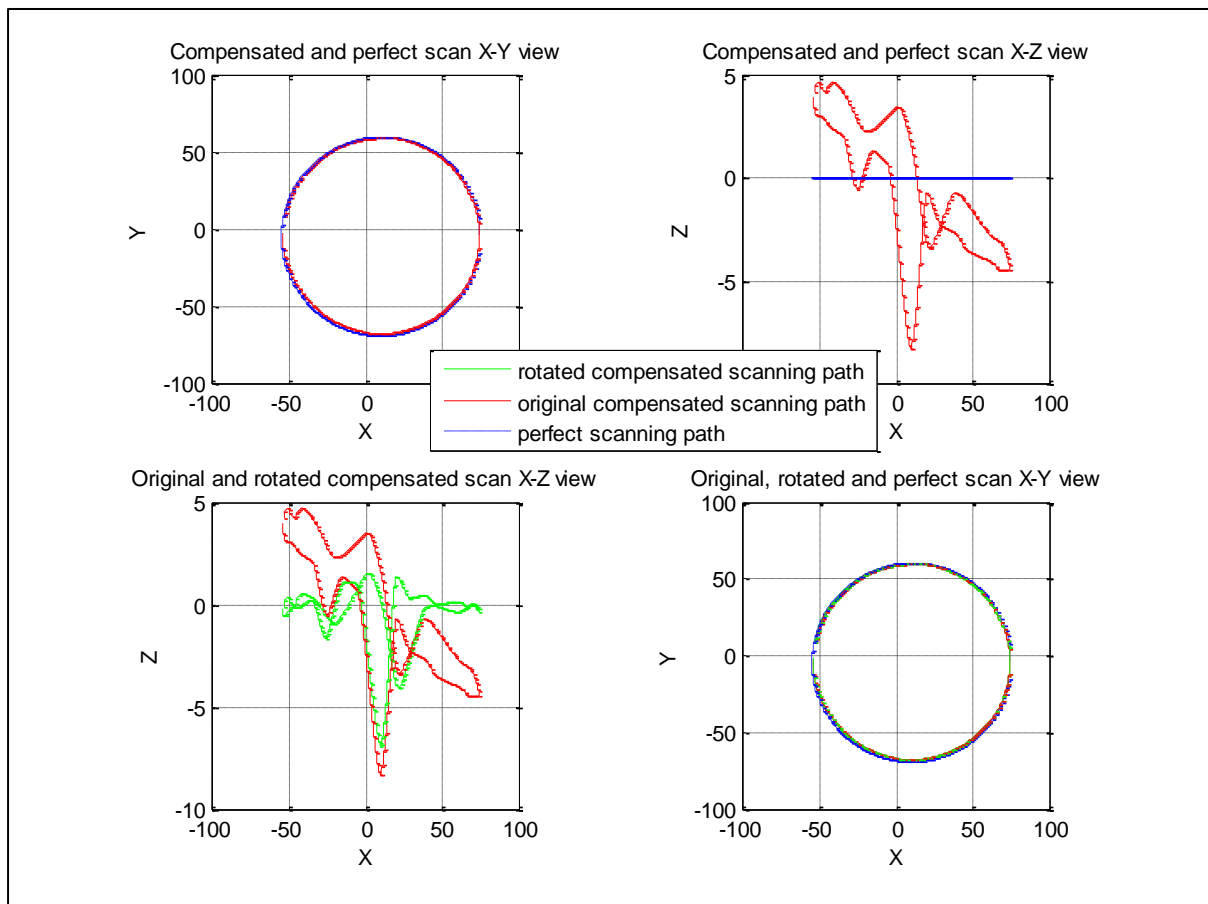 Compensated and perfect scan X-Y view
100
50
0
-50
-100
-100
-50
0
50
100
X
Y
Compensated and perfect scan X-Z view
5
0
-5
0
50
100
X
Z
rotated compensated scanning path
original compensated scanning path
perfect scanning path
Original and rotated compensated scan X-Z view
5
0
-5
-10
-100
-50
0
50
100
X
Z
Original, rotated and perfect scan X-Y view
100
50
0
-50
-100
-100
-50
0
50
100
X
Y